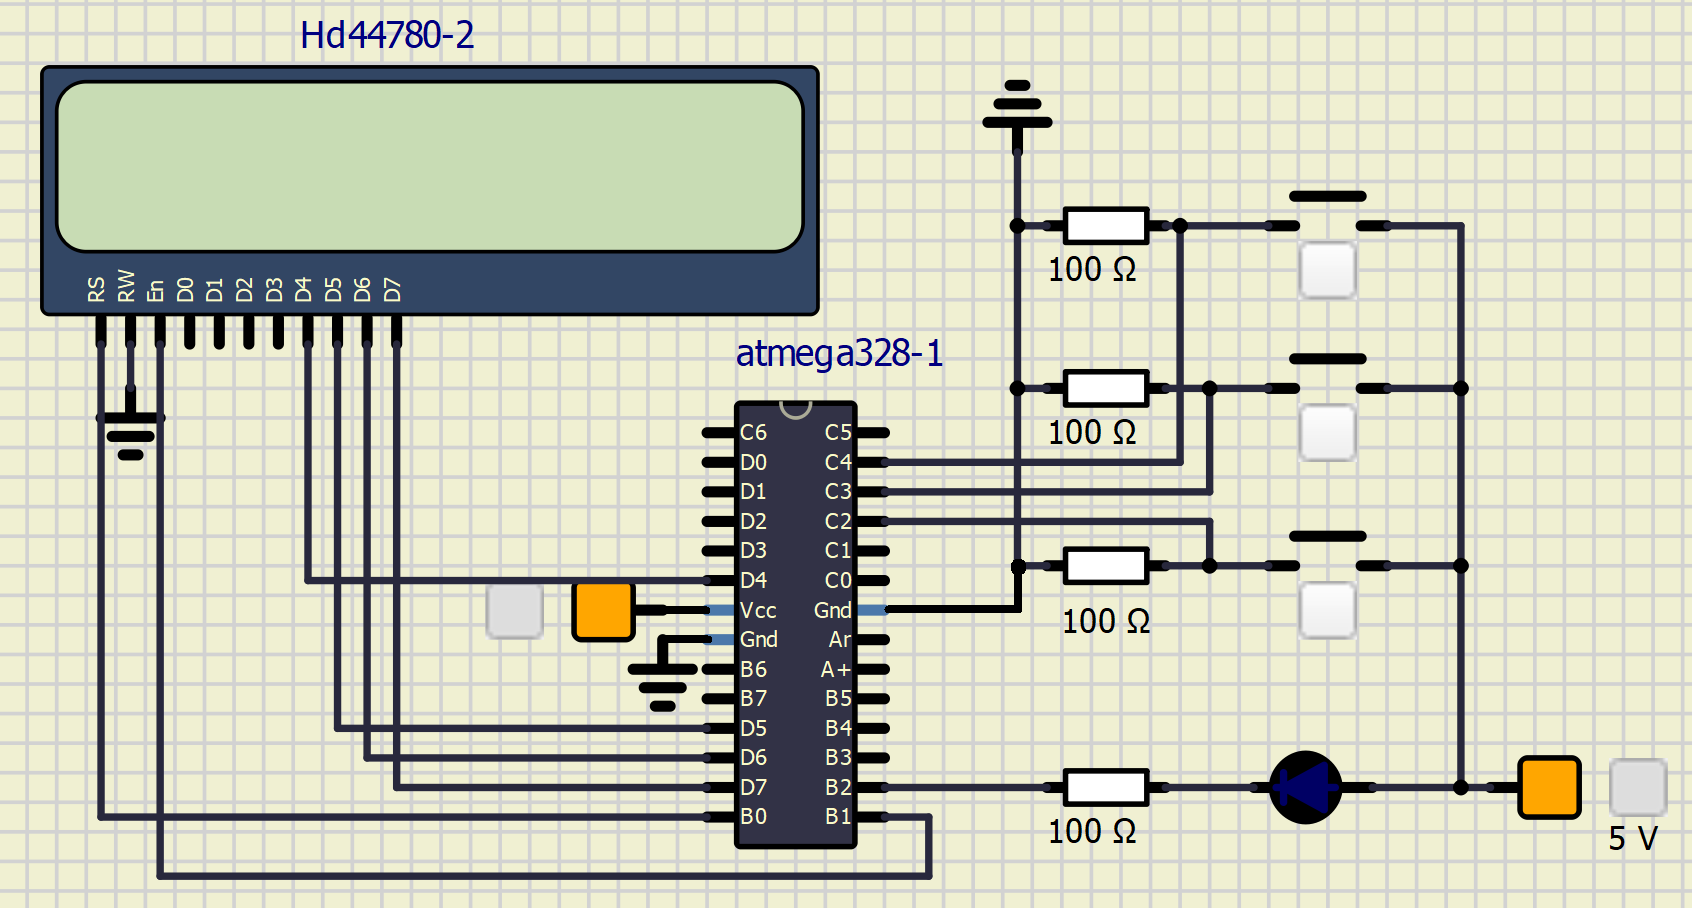 Hd44780-2
RS RW En D0 D1 D2 D3 D4 D5 D6 D7
atmega328-1
C6 C5
D0 C4
D1 C3
D2 C2
D3 C1
D4 C0
Vcc Gnd
Gnd Ar
B6 A+
B7 B5
D5 B4
D6 B3
D7 B2
B0 B1
100 Ω
100 Ω
100 Ω
100 Ω
5 V